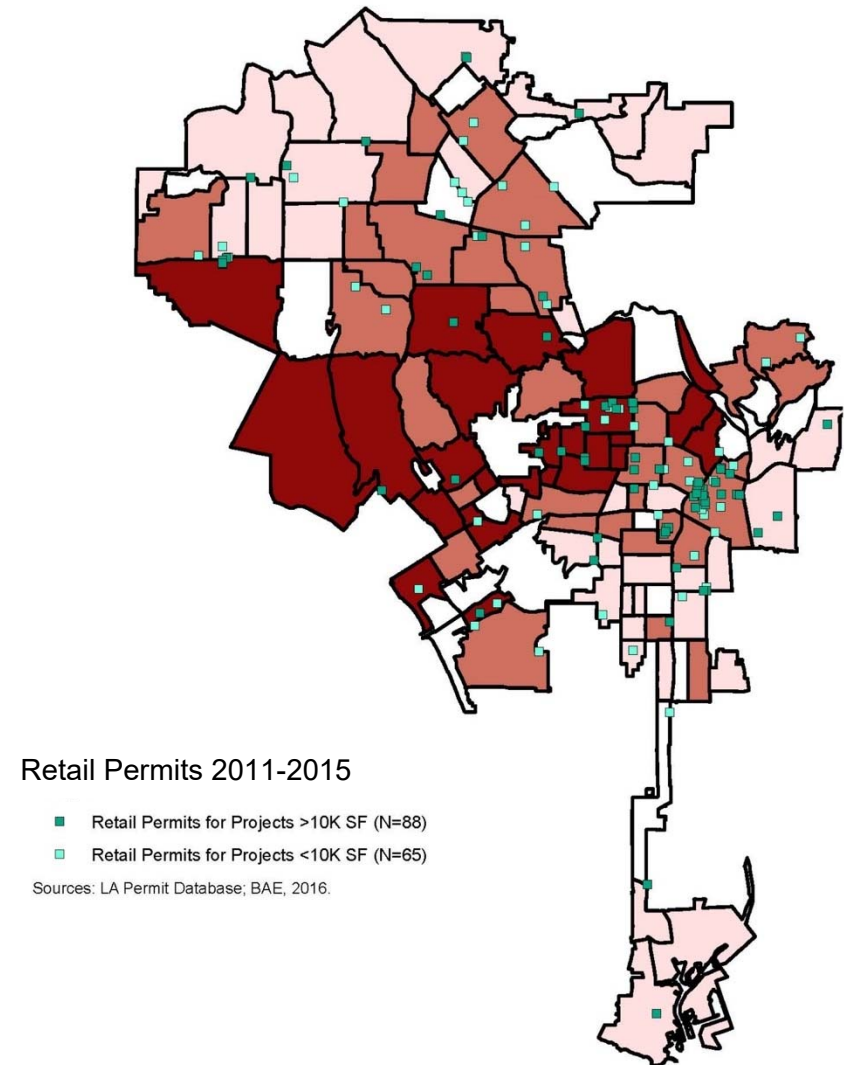 Retail Permits 2011-2015
Retail Permits for Projects >10K SF (N=88)
Retail Permits for Projects <10K SF (N=65)
Sources: LA Permit Database; BAE, 2016.